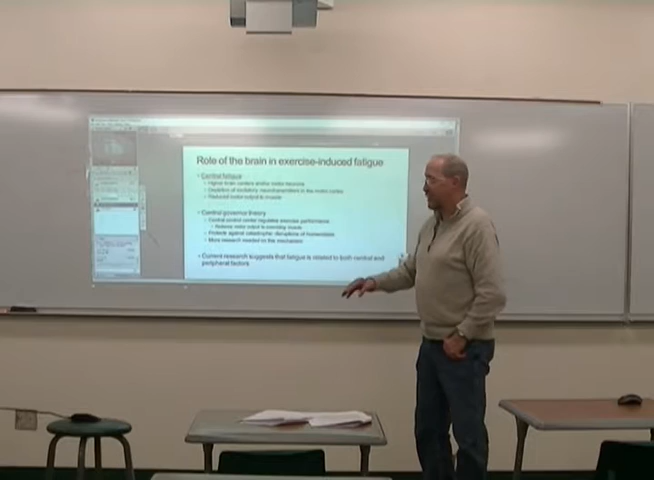 Role of the brain in exercise-induced fatigue
• Central fatigue
– Higher brain centers and/or motor neurons
– Depletion of excitatory neurotransmitters in the motor cortex
– Reduced motor output to muscle
• Central governor theory
– Central control center regulates exercise performance
• Reduces motor output to exercising muscle
– Protects against catastrophic disruptions of homeostasis
– More research needed to this mechanism
• Current research suggests that fatigue is related to both central and
peripheral factors